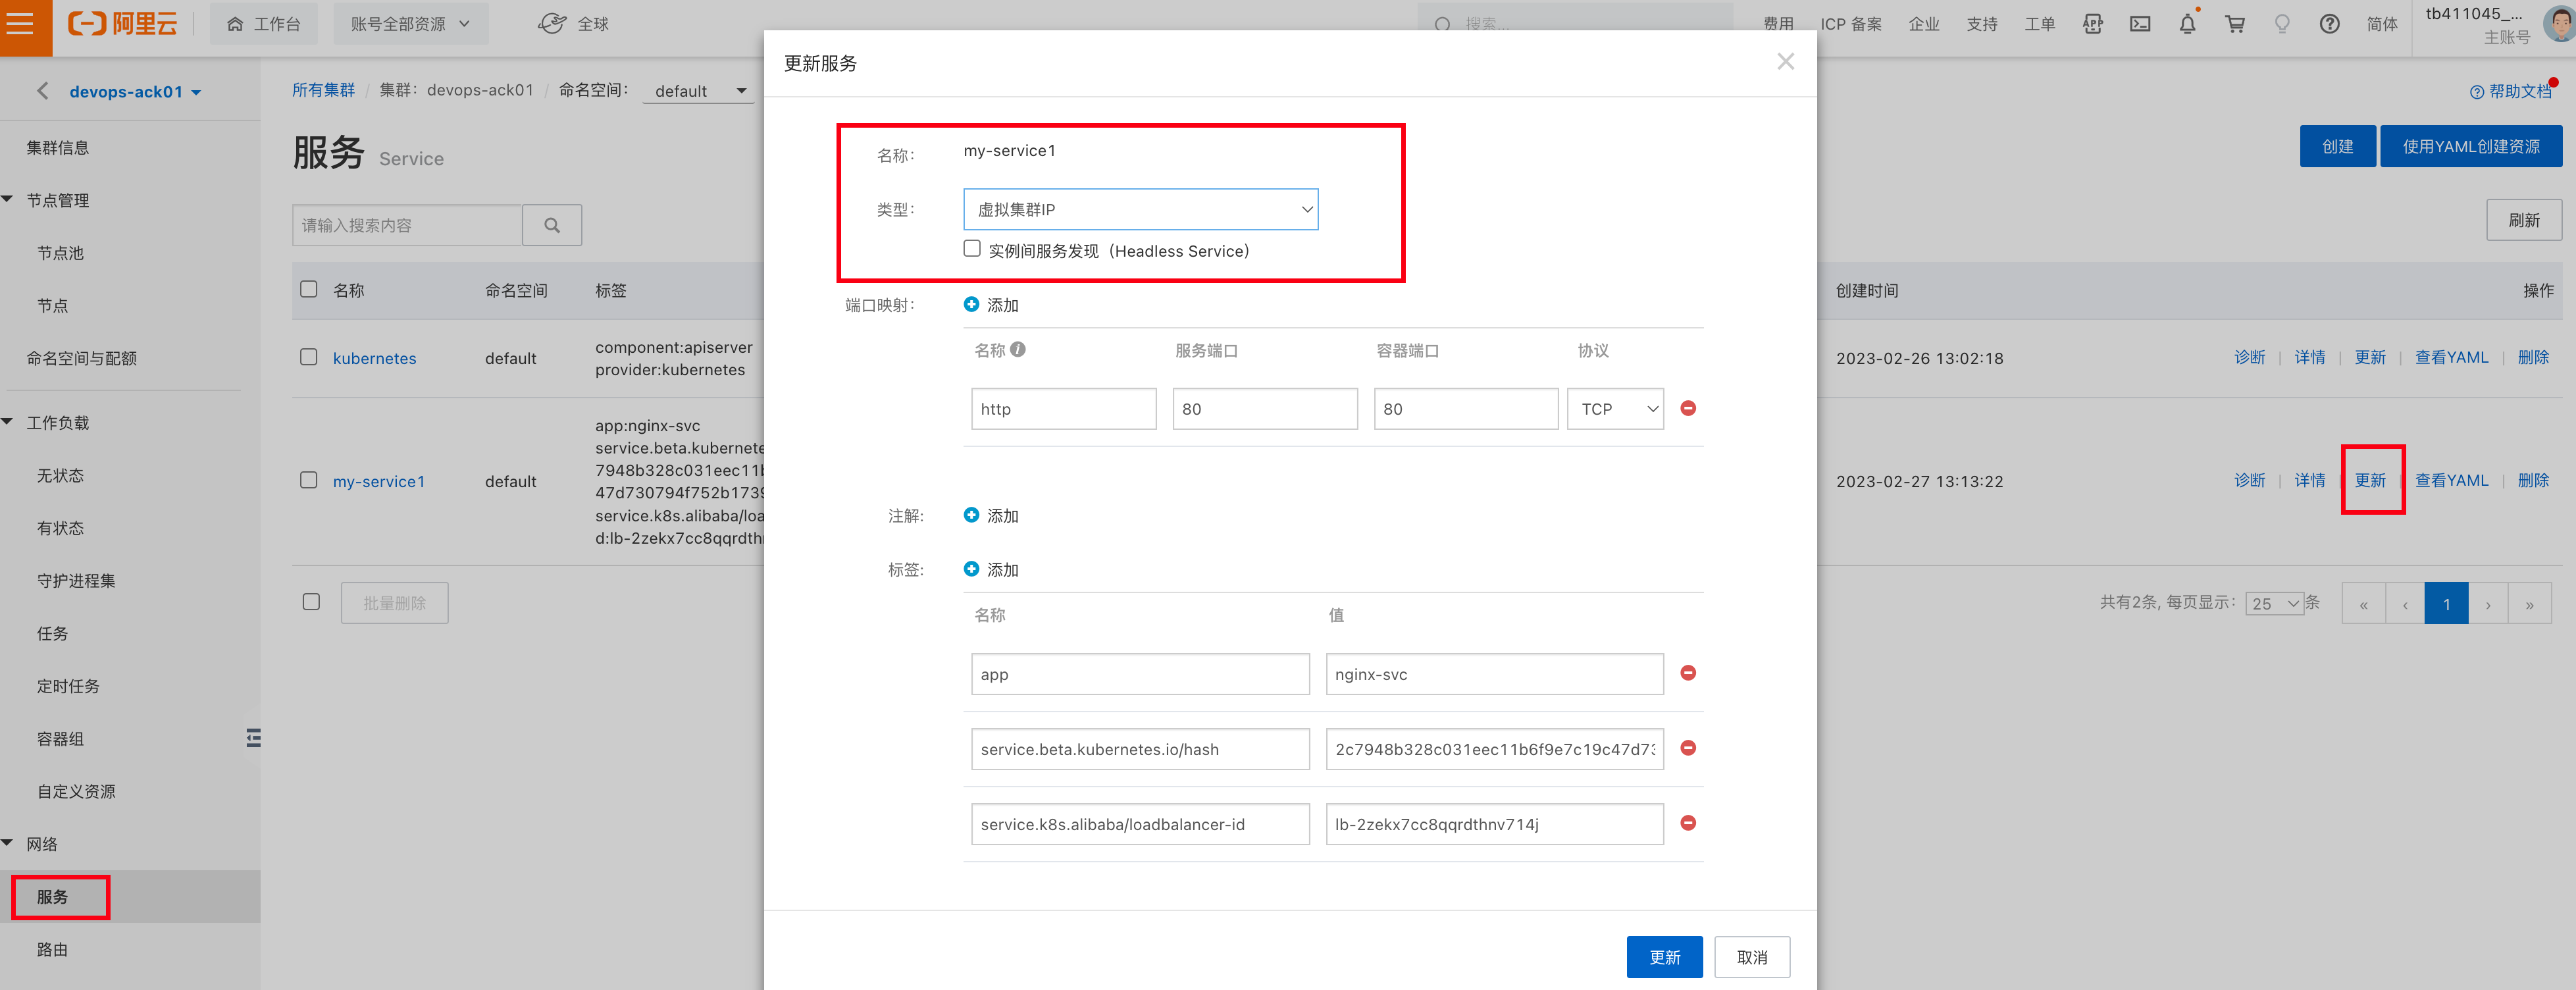 阿里云
工作台
账号全部资源
全球
搜索...
费用
ICP 备案
企业
支持
工单
APP
简体
tb411045_...
主账号
devops-ack01
集群信息
节点管理
节点池
节点
命名空间与配额
工作负载
无状态
有状态
守护进程集
任务
定时任务
容器组
自定义资源
网络
服务
路由
所有集群 / 集群：devops-ack01 / 命名空间： default
帮助文档
服务 Service
创建
使用YAML创建资源
请输入搜索内容
刷新
名称 命名空间 标签 创建时间 操作
kubernetes default component:apiserver
provider:kubernetes
2023-02-26 13:02:18 诊断 | 详情 | 更新 | 查看YAML | 删除
my-service1 default app:nginx-svc
service.beta.kubernete
7948b328c031eec11b
47d730794f752b1739
service.k8s.alibaba/loa
d:lb-2zekx7cc8qqrdthn
2023-02-27 13:13:22 诊断 | 详情 | 更新 | 查看YAML | 删除
批量删除
共有2条, 每页显示： 25 条 « ‹ 1 › »
更新服务
名称： my-service1
类型： 虚拟集群IP
实例间服务发现（Headless Service）
端口映射： 添加
名称 服务端口 容器端口 协议
http 80 80 TCP
注解: 添加
标签: 添加
名称 值
app nginx-svc
service.beta.kubernetes.io/hash 2c7948b328c031eec11b6f9e7c19c47d73
service.k8s.alibaba/loadbalancer-id lb-2zekx7cc8qqrdthnv714j
更新 取消